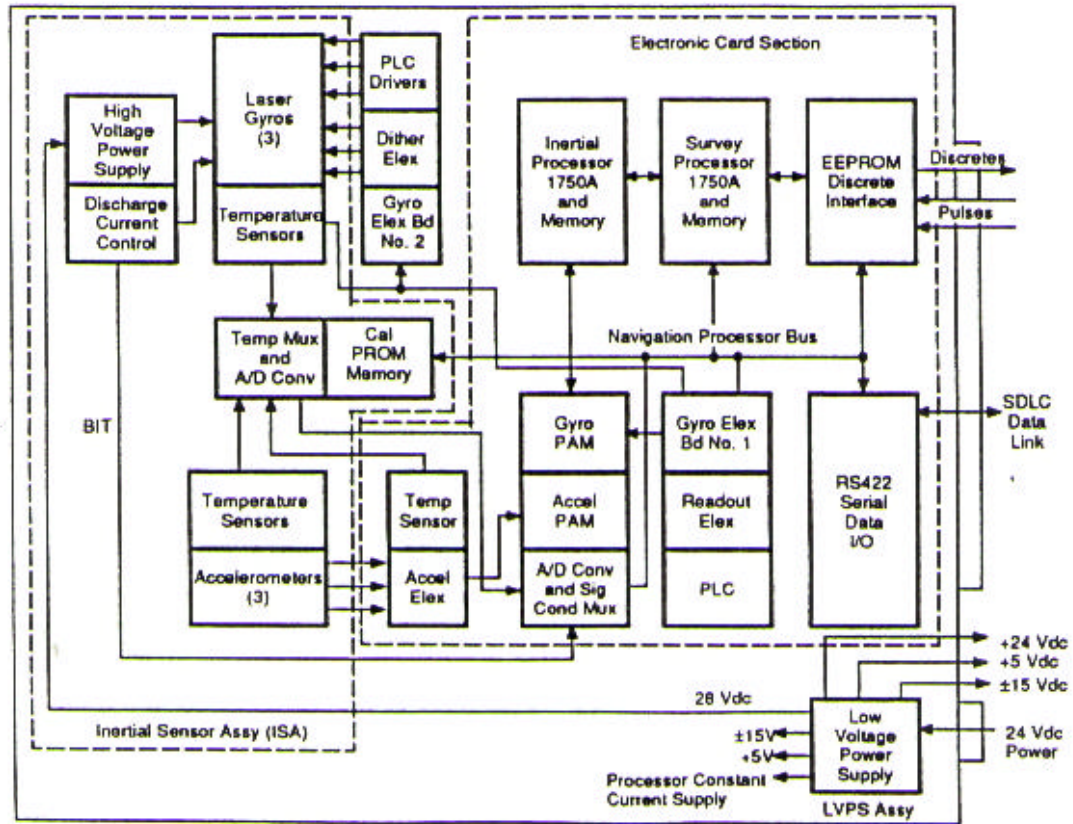 Electronic Card Section
High
Voltage
Power
Supply
Discharge
Current
Control
Laser
Gyros
(3)
Temperature
Sensors
PLC
Drivers
Dither
Elex
Gyro
Elex Bd
No. 2
Inertial
Processor
1750A
and
Memory
Survey
Processor
1750A
and
Memory
EEPROM
Discrete
Interface
Discretes
Pulses
Temp Mux
and
A/D Conv
Cal
PROM
Memory
Navigation Processor Bus
BIT
Temperature
Sensors
Accelerometers
(3)
Temp
Sensor
Accel
Elex
Gyro
PAM
Accel
PAM
A/D Conv
and Sig
Cond Mux
Gyro Elex
Bd No. 1
Readout
Elex
PLC
RS422
Serial
Data
I/O
SDLC
Data
Link
+24 Vdc
+5 Vdc
±15 Vdc
28 Vdc
Inertial Sensor Assy (ISA)
±15V
+5V
Processor Constant
Current Supply
Low
Voltage
Power
Supply
24 Vdc
Power
LVPS Assy